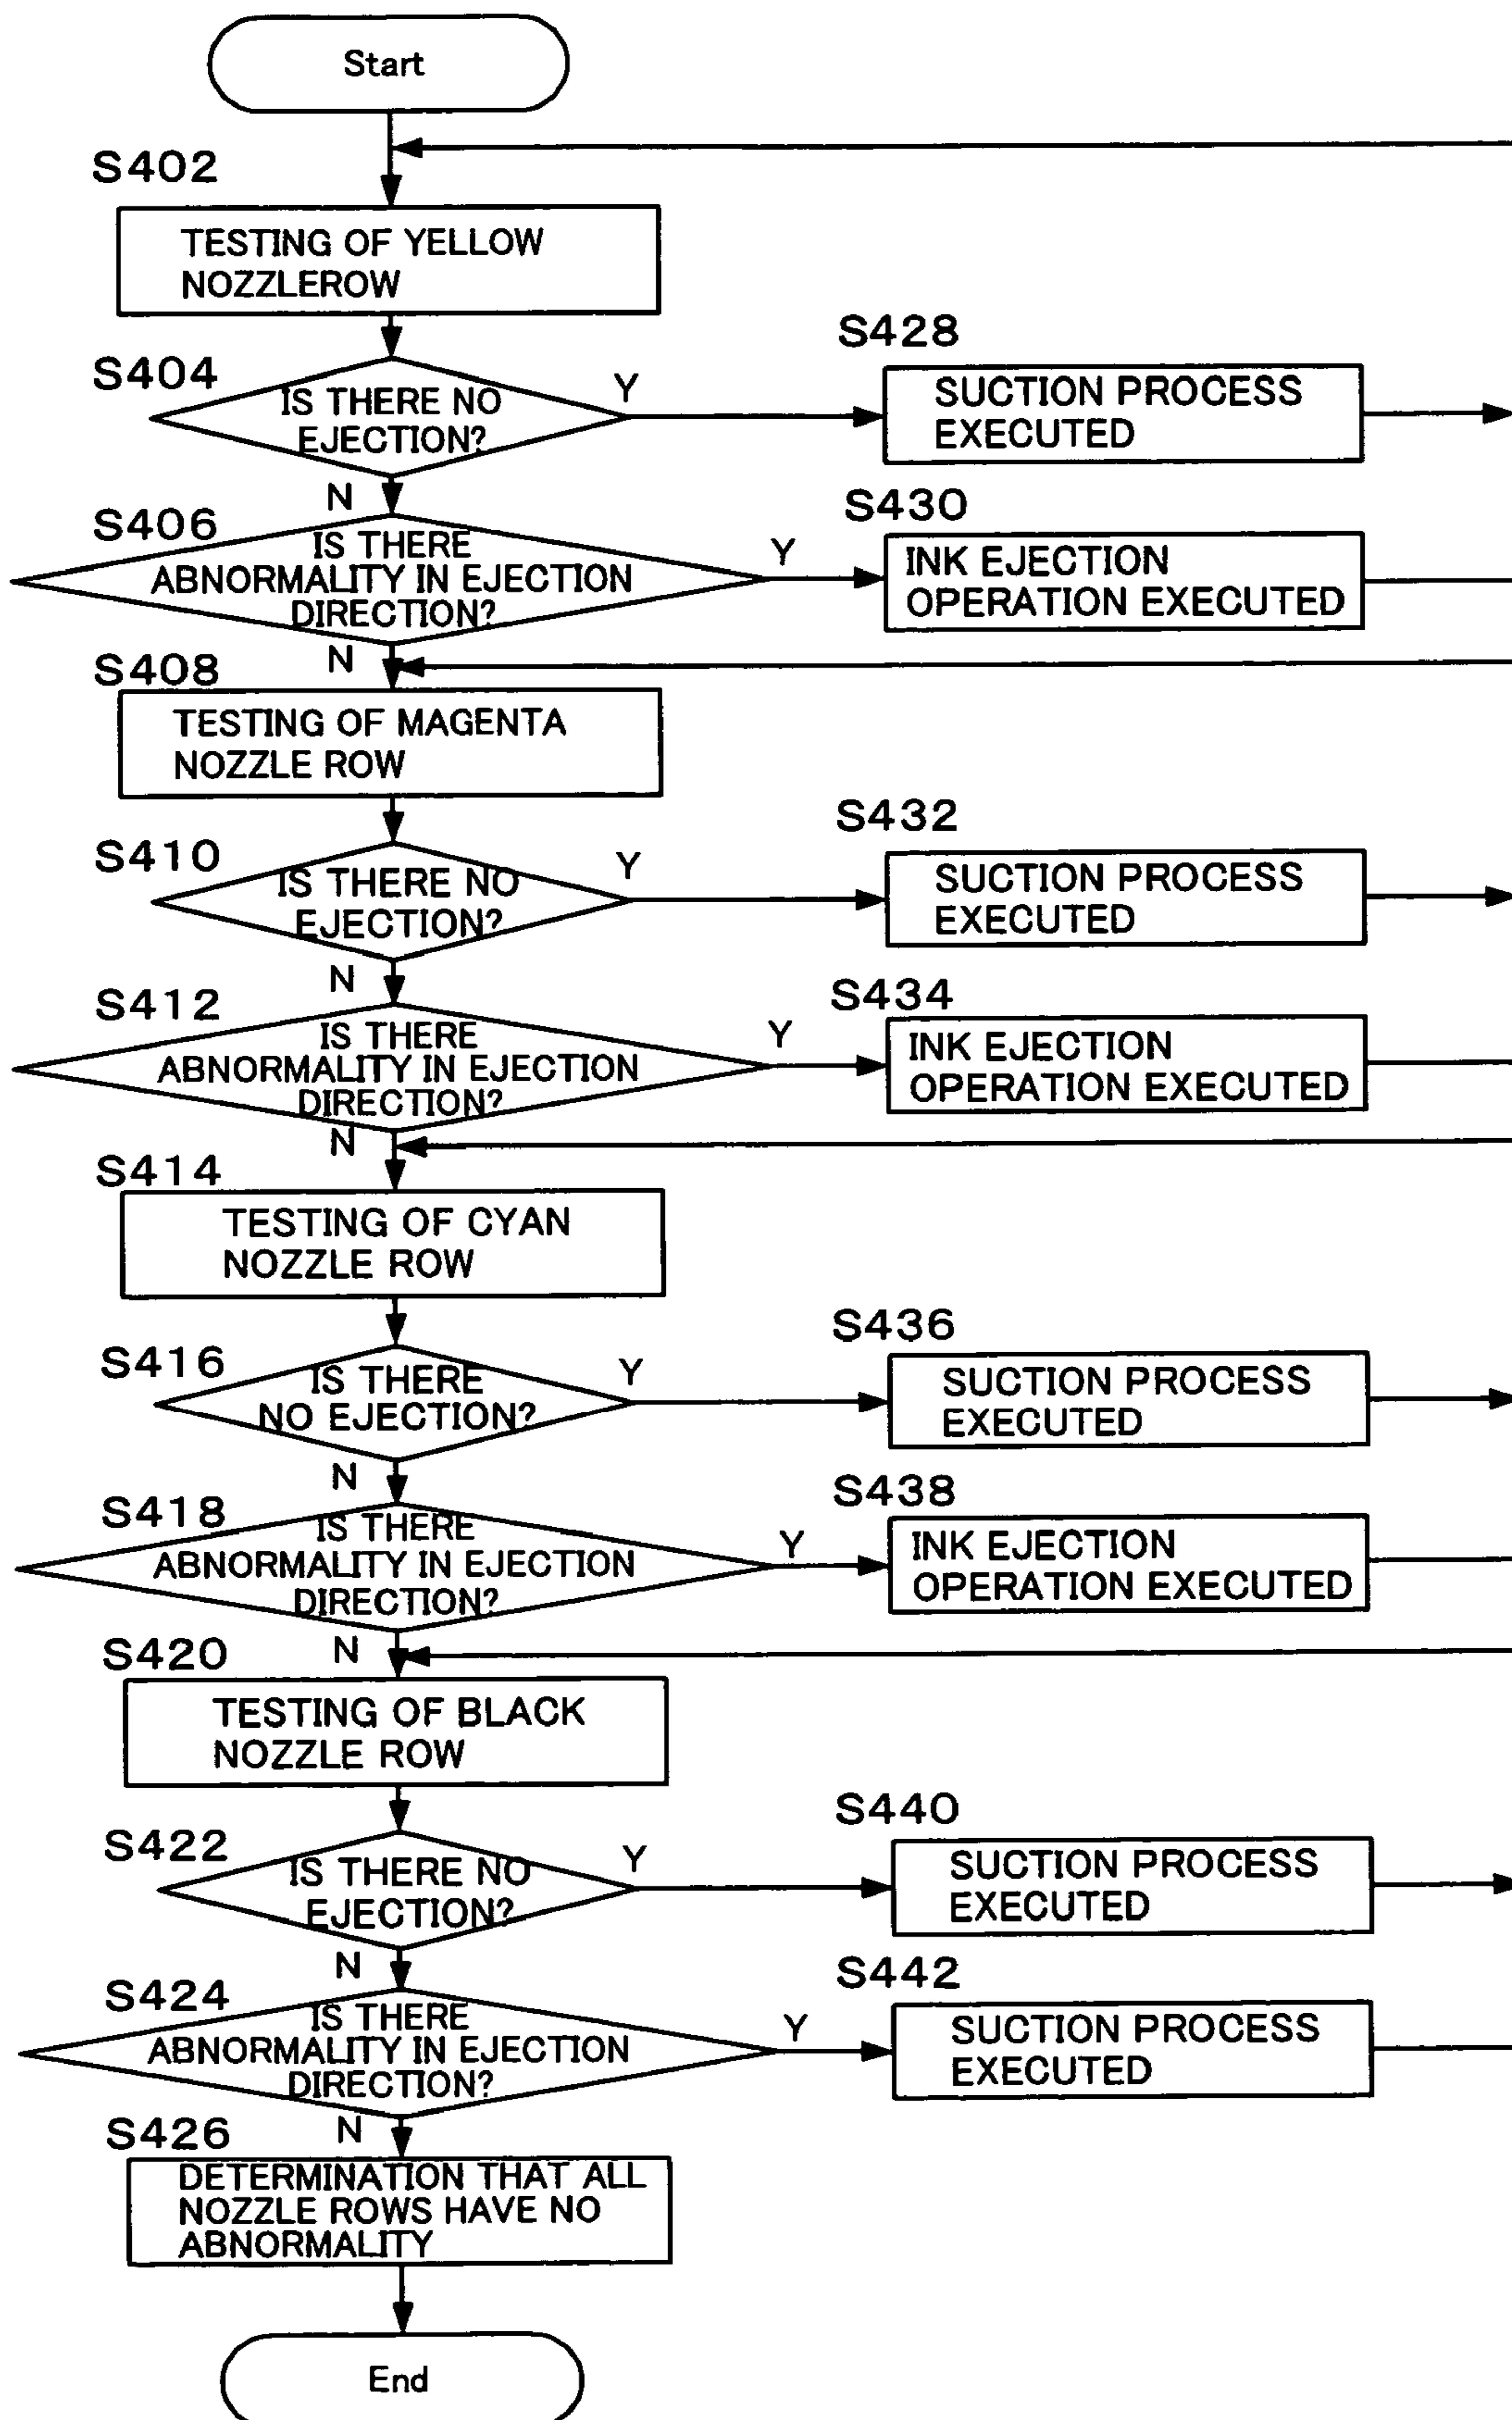 Start
S402
TESTING OF YELLOW
NOZZLEROW
S404
IS THERE NO
EJECTION?
Y
N
S428
SUCTION PROCESS
EXECUTED
S406
IS THERE
ABNORMALITY IN EJECTION
DIRECTION?
Y
N
S430
INK EJECTION
OPERATION EXECUTED
S408
TESTING OF MAGENTA
NOZZLE ROW
S410
IS THERE NO
EJECTION?
Y
N
S432
SUCTION PROCESS
EXECUTED
S412
IS THERE
ABNORMALITY IN EJECTION
DIRECTION?
Y
N
S434
INK EJECTION
OPERATION EXECUTED
S414
TESTING OF CYAN
NOZZLE ROW
S416
IS THERE
NO EJECTION?
Y
N
S436
SUCTION PROCESS
EXECUTED
S418
IS THERE
ABNORMALITY IN EJECTION
DIRECTION?
Y
N
S438
INK EJECTION
OPERATION EXECUTED
S420
TESTING OF BLACK
NOZZLE ROW
S422
IS THERE NO
EJECTION?
Y
N
S440
SUCTION PROCESS
EXECUTED
S424
IS THERE
ABNORMALITY IN EJECTION
DIRECTION?
Y
N
S442
SUCTION PROCESS
EXECUTED
S426
DETERMINATION THAT ALL
NOZZLE ROWS HAVE NO
ABNORMALITY
End